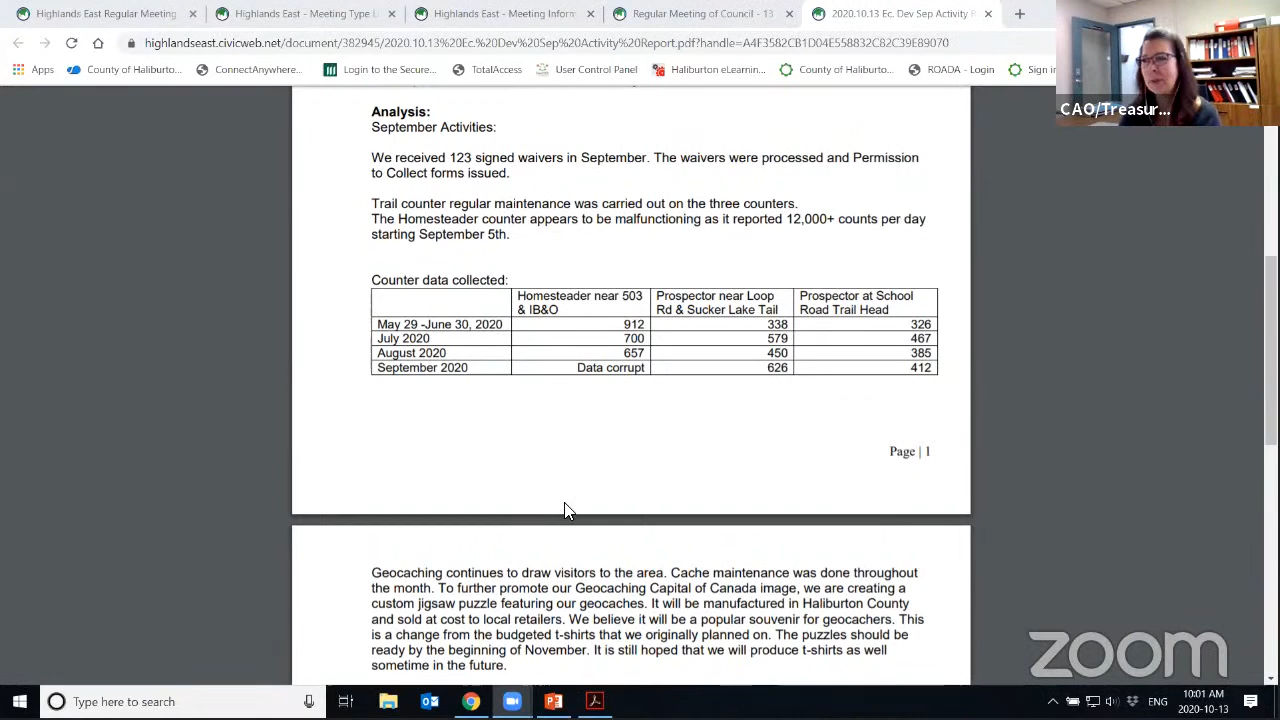 Highlands East Regular Meeting
Highlands East - Meeting Type L
Highlands East - Meeting Inform
Regular Meeting of Council - 13
2020.10.13 Ec. Dev Sep Activity R
highlandseast.civicweb.net/document/382945/2020.10.13%20Ec.%20Dev%20Sep%20Activity%20Report.pdf?handle=A4F3582CB1D04E558832C82C39E89070
Apps
County of Haliburto...
ConnectAnywhere...
Login to the Secure...
TotalAccess
User Control Panel
Haliburton eLearnin...
County of Haliburto...
ROADA - Login
Sign in
CAO/Treasur...
Analysis:
September Activities:
We received 123 signed waivers in September. The waivers were processed and Permission
to Collect forms issued.
Trail counter regular maintenance was carried out on the three counters.
The Homesteader counter appears to be malfunctioning as it reported 12,000+ counts per day
starting September 5th.
Counter data collected:
Homesteader near 503 Prospector near Loop Prospector at School
& IB&O Rd & Sucker Lake Tail Road Trail Head
May 29 -June 30, 2020 912 338 326
July 2020 700 579 467
August 2020 657 450 385
September 2020 Data corrupt 626 412
Page | 1
Geocaching continues to draw visitors to the area. Cache maintenance was done throughout
the month. To further promote our Geocaching Capital of Canada image, we are creating a
custom jigsaw puzzle featuring our geocaches. It will be manufactured in Haliburton County
and sold at cost to local retailers. We believe it will be a popular souvenir for geocachers. This
is a change from the budgeted t-shirts that we originally planned on. The puzzles should be
ready by the beginning of November. It is still hoped that we will produce t-shirts as well
sometime in the future.
zoom
Type here to search
ENG
10:01 AM
2020-10-13